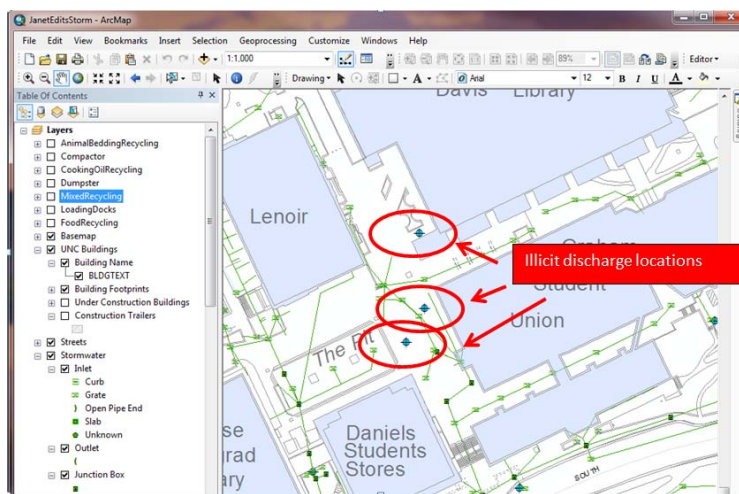 JanetEditsStorm - ArcMap
File Edit View Bookmarks Insert Selection Geoprocessing Customize Windows Help
1:1,000 89% Editor
Drawing Arial 12 B I U A
Table Of Contents
Layers
AnimalBeddingRecycling
Compactor
CookingOilRecycling
Dumpster
MixedRecycling
LoadingDocks
FoodRecycling
Basemap
UNC Buildings
Building Name
BLDGTEXT
Building Footprints
Under Construction Buildings
Construction Trailers
Streets
Stormwater
Inlet
Curb
Grate
Open Pipe End
Slab
Unknown
Outlet
Junction Box
Davis Library
Lenoir
Illicit discharge locations
Graham
Student
Union
The Pit
Daniels
Students
Stores
SOUTH